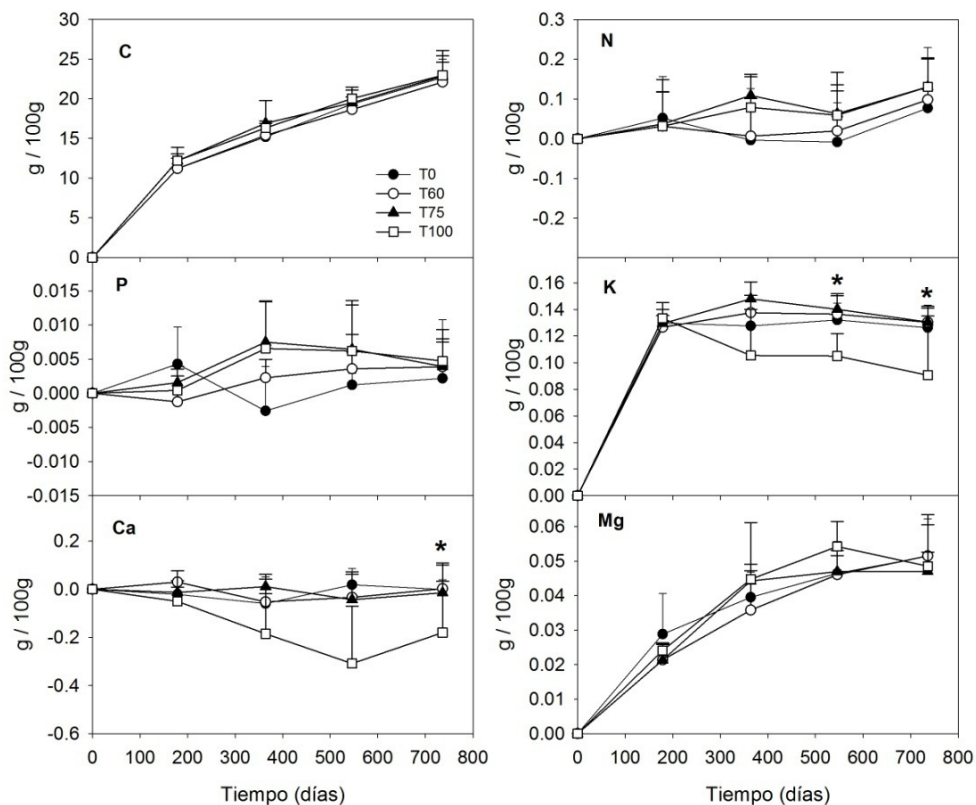 C
g / 100g
30
25
20
15
10
5
0
T0
T60
T75
T100
N
g / 100g
0.3
0.2
0.1
0.0
-0.1
-0.2
P
g / 100g
0.015
0.010
0.005
0.000
-0.005
-0.010
-0.015
K
* *
g / 100g
0.16
0.14
0.12
0.10
0.08
0.06
0.04
0.02
0.00
Ca
*
g / 100g
0.2
0.0
-0.2
-0.4
-0.6
0 100 200 300 400 500 600 700 800
Tiempo (días)
Mg
g / 100g
0.06
0.05
0.04
0.03
0.02
0.01
0.00
0 100 200 300 400 500 600 700 800
Tiempo (días)